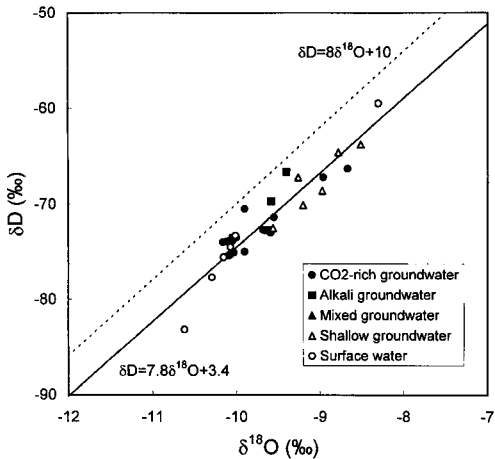 -50
-60
-70
-80
-90
δD (‰)
δD=8δ¹⁸O+10
CO2-rich groundwater
Alkali groundwater
Mixed groundwater
Shallow groundwater
Surface water
δD=7.8δ¹⁸O+3.4
-12 -11 -10 -9 -8 -7
δ¹⁸O (‰)